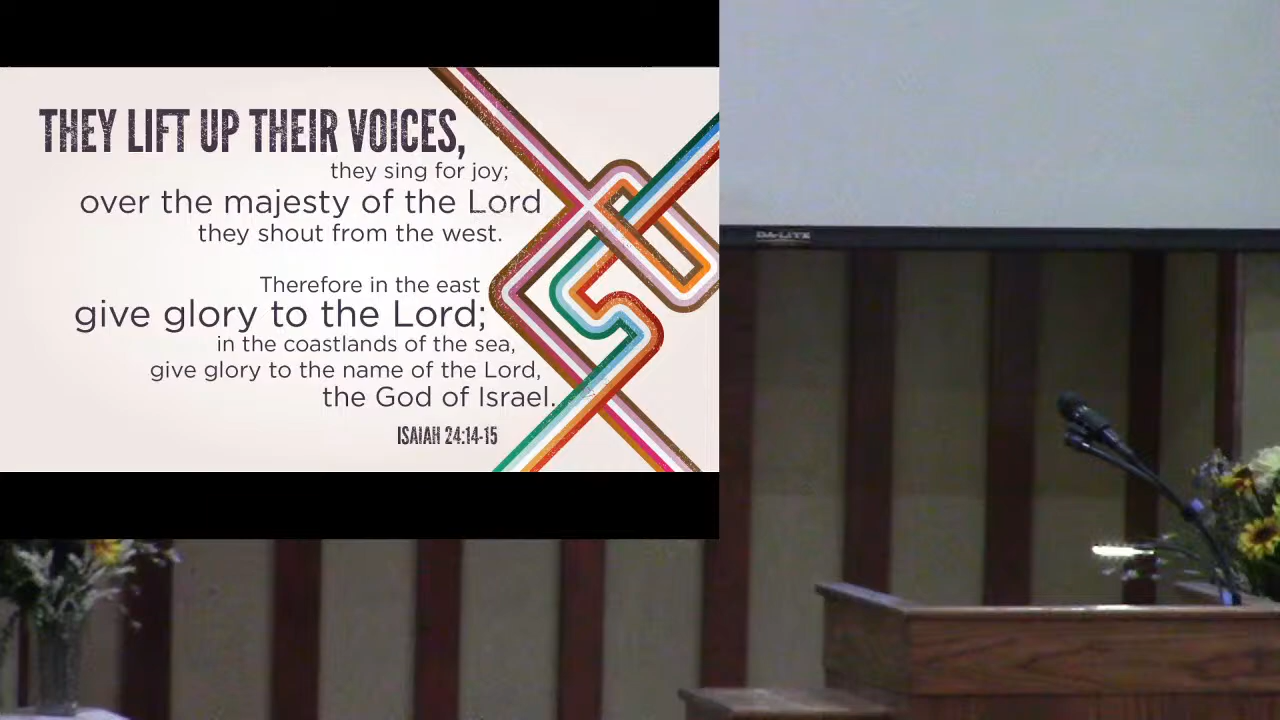 THEY LIFT UP THEIR VOICES,
they sing for joy;
over the majesty of the Lord
they shout from the west.
Therefore in the east
give glory to the Lord;
in the coastlands of the sea,
give glory to the name of the Lord,
the God of Israel.
ISAIAH 24:14-15
DA-LITE